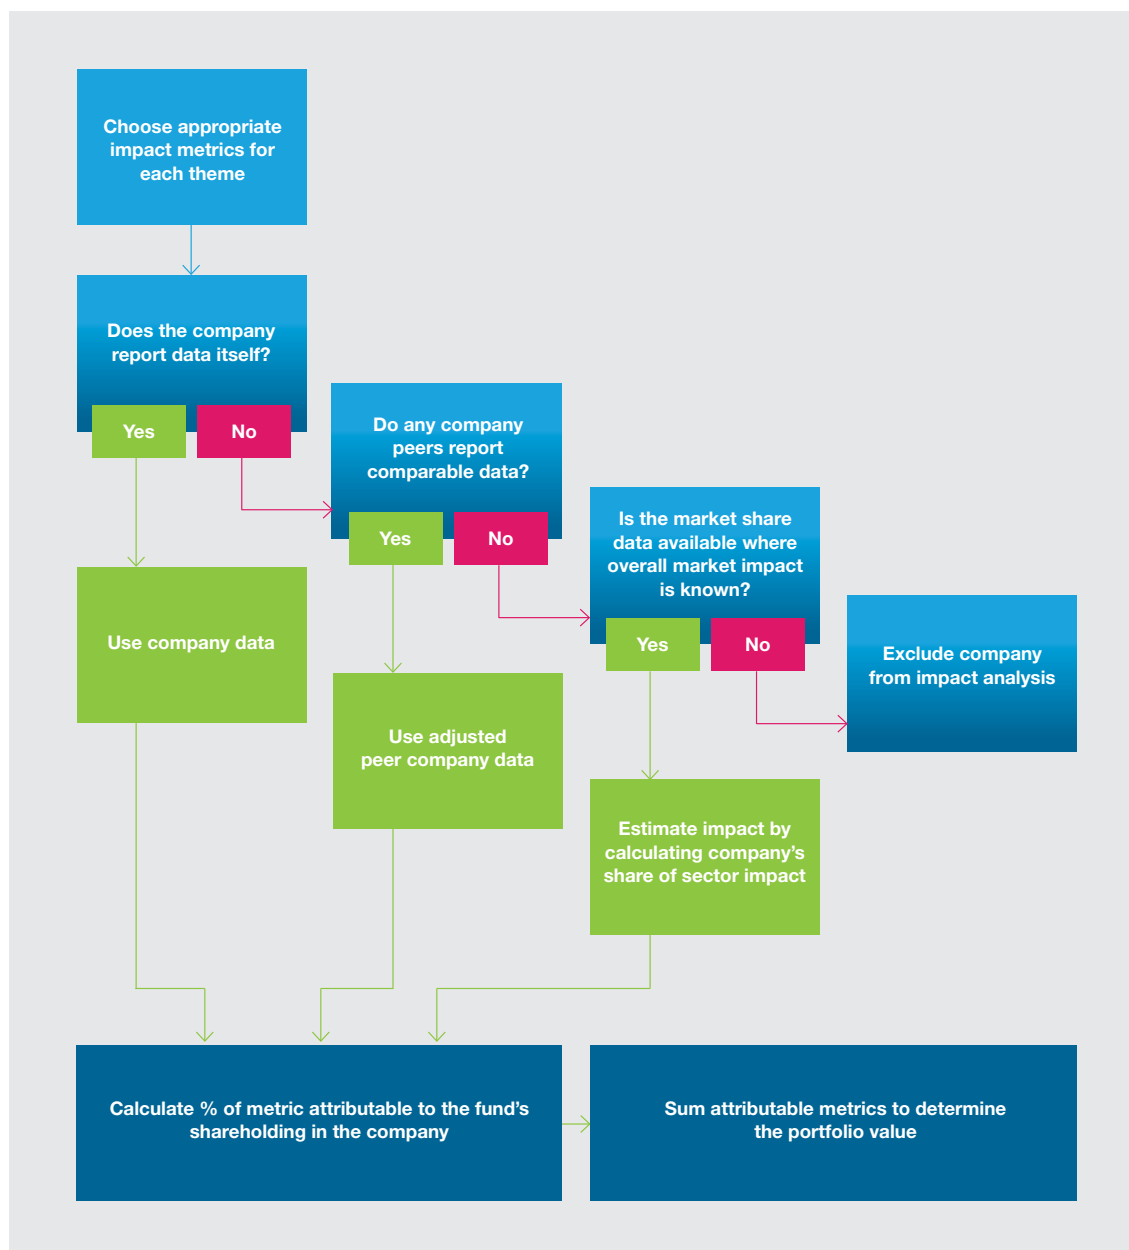 Choose appropriate
impact metrics for
each theme
Does the company
report data itself?
Yes
No
Do any company
peers report
comparable data?
Yes
No
Is the market share
data available where
overall market impact
is known?
Yes
No
Exclude company
from impact analysis
Use company data
Use adjusted
peer company data
Estimate impact by
calculating company’s
share of sector impact
Calculate % of metric attributable to the fund’s
shareholding in the company
Sum attributable metrics to determine
the portfolio value